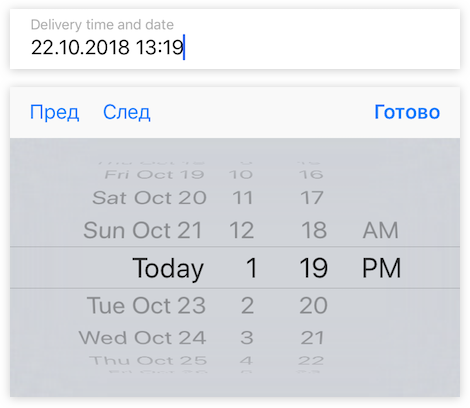 Delivery time and date
22.10.2018 13:19
Пред След Готово
Fri Oct 19 10 16
Sat Oct 20 11 17
Sun Oct 21 12 18 AM
Today 1 19 PM
Tue Oct 23 2 20
Wed Oct 24 3 21
Thu Oct 25 4 22